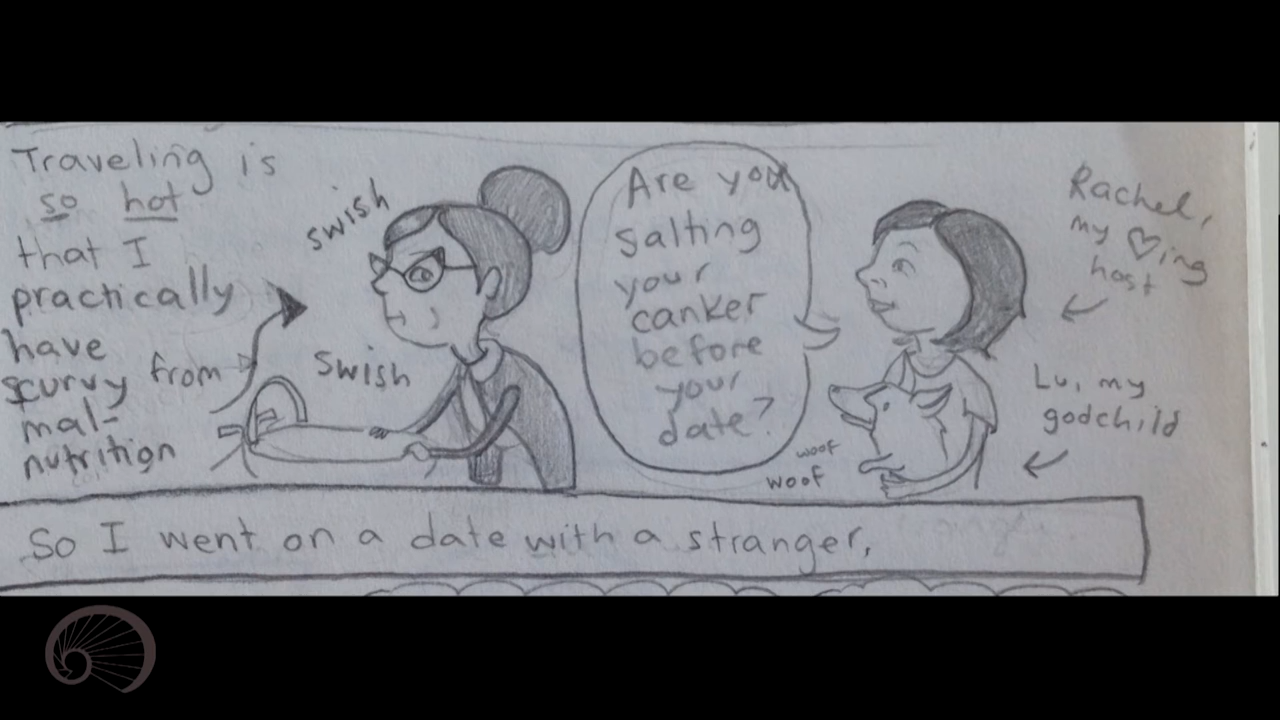 Traveling is
so hot
that I
practically
have
scurvy from
mal-
nutrition
swish
swish
Are you
salting
your
canker
before
your
date?
Rachel,
my ♡ing
host
Lu, my
godchild
woof
woof
So I went on a date with a stranger,